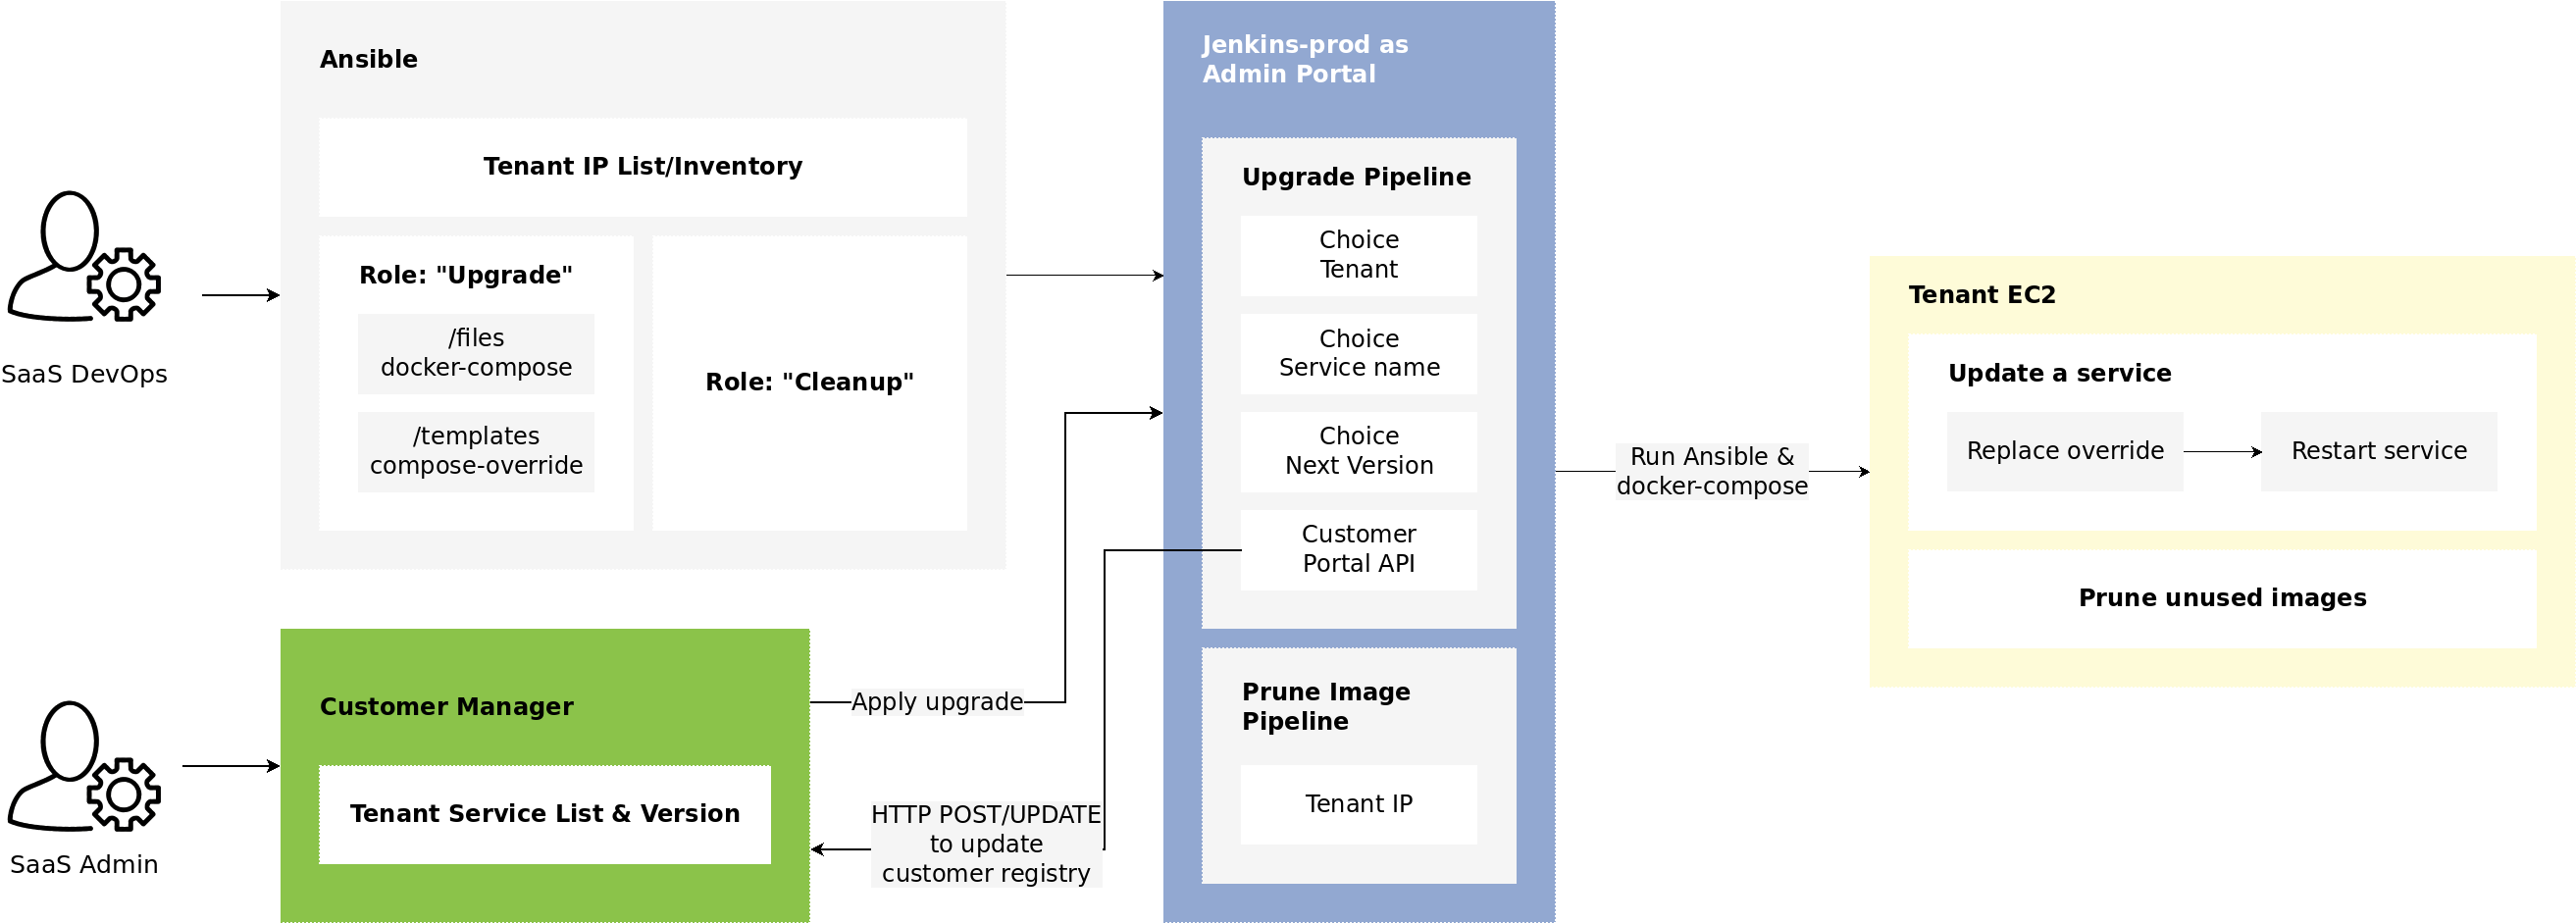 SaaS DevOps
Ansible
Tenant IP List/Inventory
Role: "Upgrade"
/files
docker-compose
/templates
compose-override
Role: "Cleanup"
SaaS Admin
Customer Manager
Tenant Service List & Version
Apply upgrade
HTTP POST/UPDATE
to update
customer registry
Jenkins-prod as
Admin Portal
Upgrade Pipeline
Choice
Tenant
Choice
Service name
Choice
Next Version
Customer
Portal API
Prune Image
Pipeline
Tenant IP
Run Ansible &
docker-compose
Tenant EC2
Update a service
Replace override
Restart service
Prune unused images